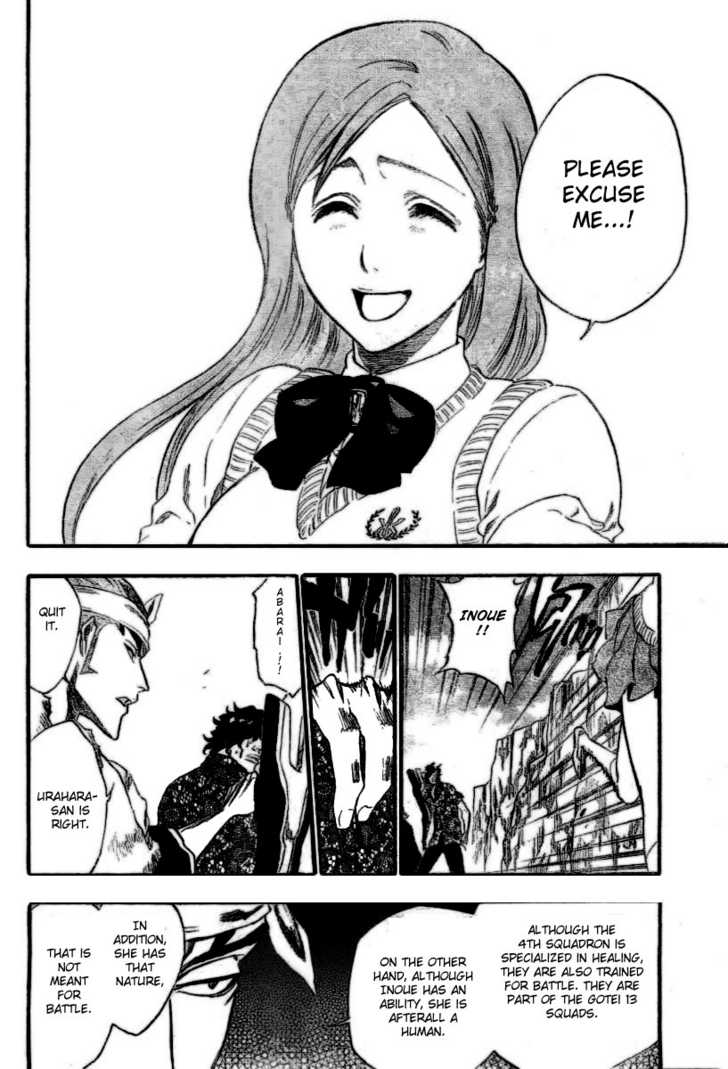 PLEASE
EXCUSE
ME...!
INOUE
!!
ABARAI..!!
QUIT
IT.
URAHARA-
SAN IS
RIGHT.
ALTHOUGH THE
4TH SQUADRON IS
SPECIALIZED IN HEALING,
THEY ARE ALSO TRAINED
FOR BATTLE. THEY ARE
PART OF THE GOTEI 13
SQUADS.
ON THE OTHER
HAND, ALTHOUGH
INOUE HAS AN
ABILITY, SHE IS
AFTERALL A
HUMAN.
IN
ADDITION,
SHE HAS
THAT
NATURE,
THAT IS
NOT
MEANT
FOR
BATTLE.